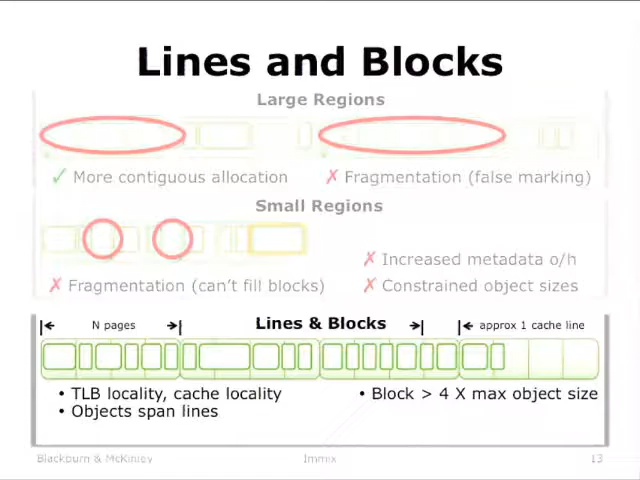 Lines and Blocks
Large Regions
✓ More contiguous allocation
✗ Fragmentation (false marking)
Small Regions
✗ Increased metadata o/h
✗ Fragmentation (can't fill blocks)
✗ Constrained object sizes
N pages
Lines & Blocks
approx 1 cache line
• TLB locality, cache locality
• Block > 4 X max object size
• Objects span lines
Blackburn & McKinley
Immix
13